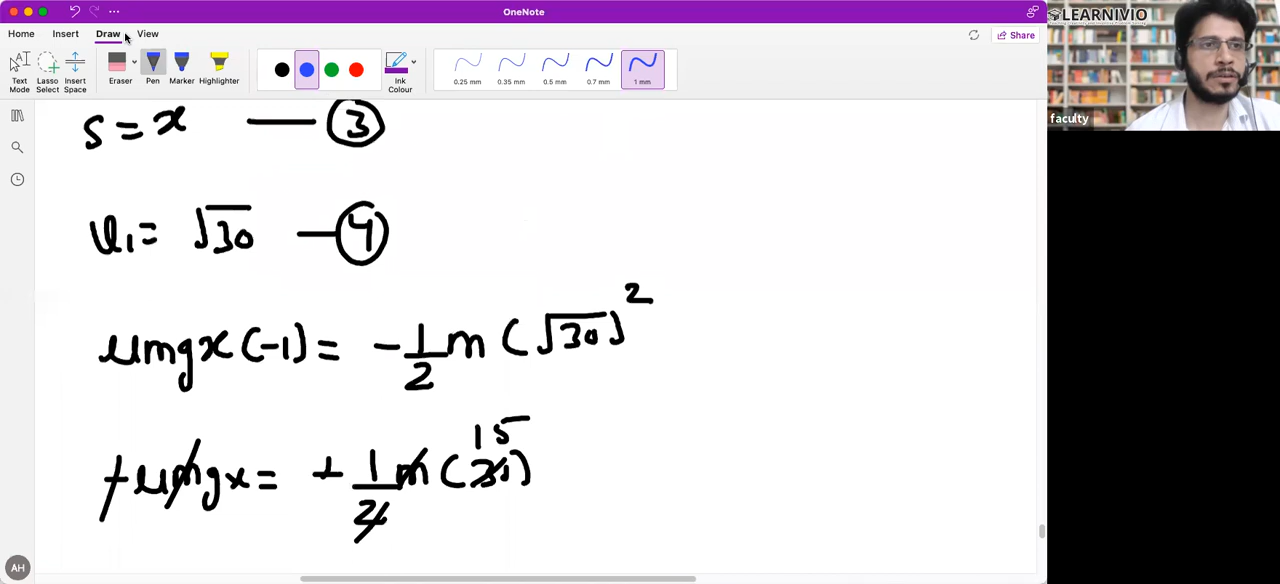 OneNote
LEARNIVIO
Home Insert Draw View
Share
Text Mode Lasso Select Insert Space Eraser Pen Marker Highlighter Ink Colour 0.25 mm 0.35 mm 0.5 mm 0.7 mm 1 mm
faculty
s = x — ③
v₁ = √30 — ④
μmgx(-1) = -1/2 m (√30)²
+μmgx = +1/2 m (30) 15
AH